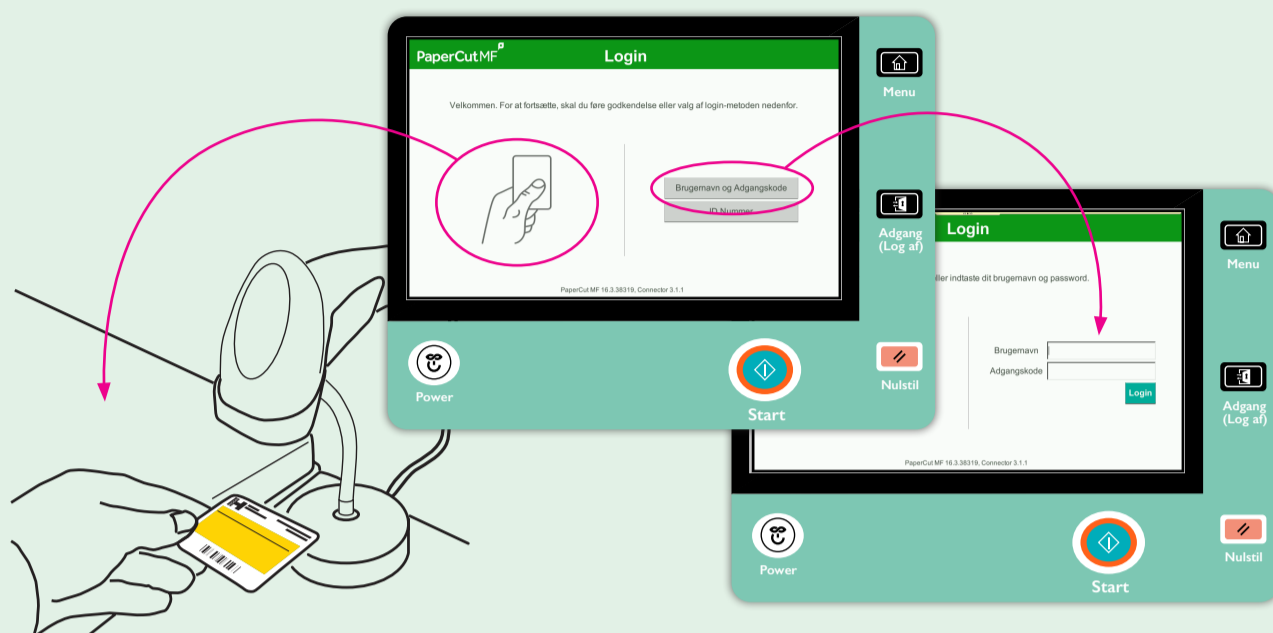 PaperCutMF
Login
Velkommen. For at fortsætte, skal du føre godkendelse eller valg af login-metoden nedenfor.
Brugernavn og Adgangskode
ID Nummer
PaperCut MF 16.3.38319, Connector 3.1.1
Menu
Adgang
(Log af)
Nulstil
Power
Start
Login
indtaste dit brugernavn og password.
Brugernavn
Adgangskode
Login
PaperCut MF 16.3.38319, Connector 3.1.1
Menu
Adgang
(Log af)
Nulstil
Power
Start